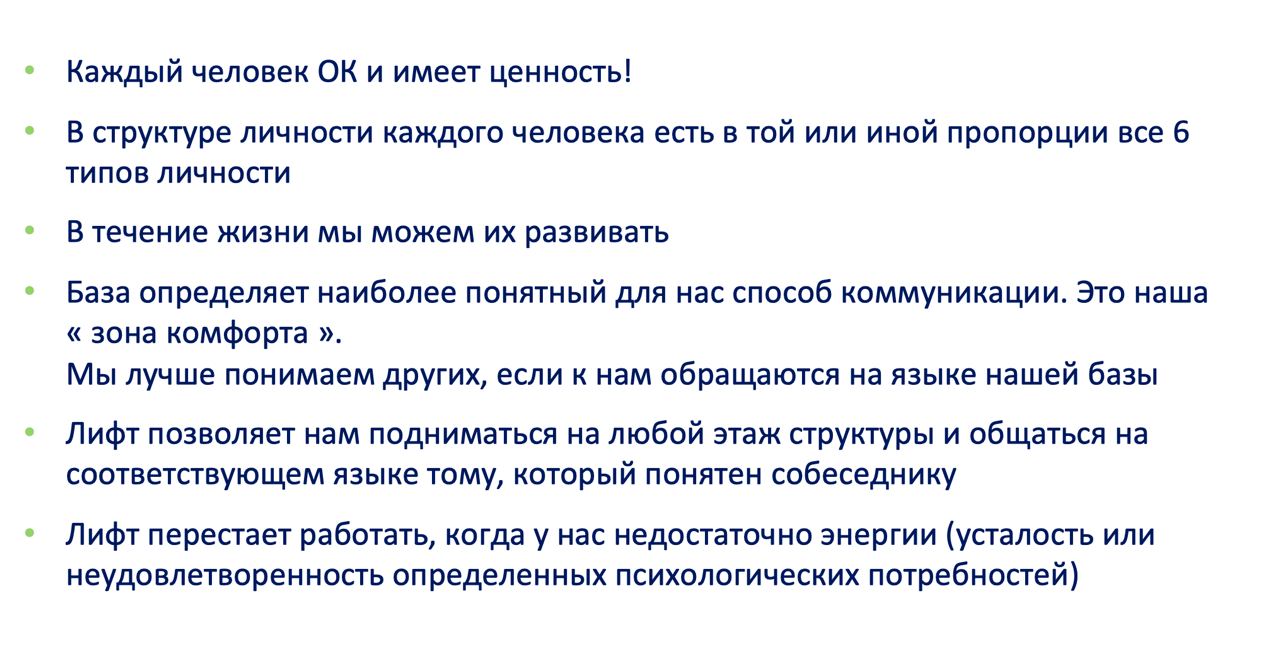 • Каждый человек ОК и имеет ценность!
• В структуре личности каждого человека есть в той или иной пропорции все 6
типов личности
• В течение жизни мы можем их развивать
• База определяет наиболее понятный для нас способ коммуникации. Это наша
« зона комфорта ».
Мы лучше понимаем других, если к нам обращаются на языке нашей базы
• Лифт позволяет нам подниматься на любой этаж структуры и общаться на
соответствующем языке тому, который понятен собеседнику
• Лифт перестает работать, когда у нас недостаточно энергии (усталость или
неудовлетворенность определенных психологических потребностей)